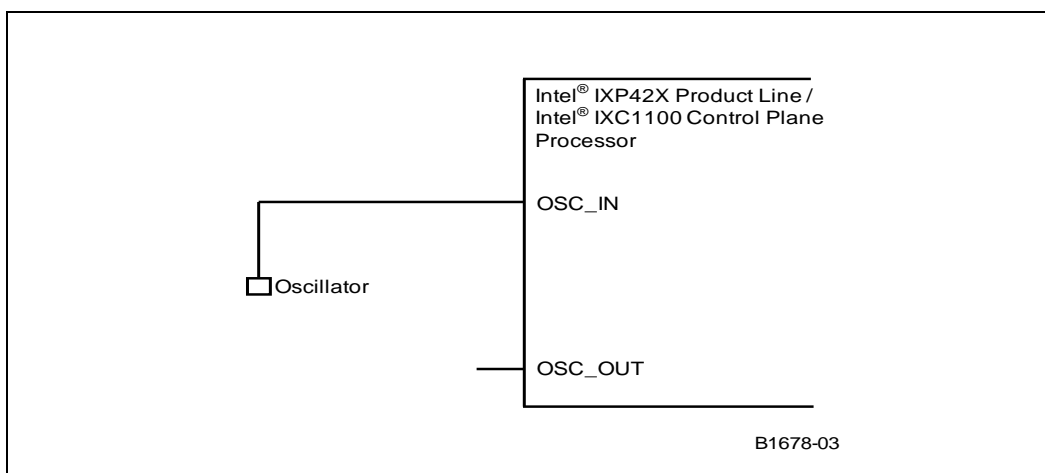 Intel® IXP42X Product Line /
Intel® IXC1100 Control Plane
Processor
OSC_IN
Oscillator
OSC_OUT
B1678-03